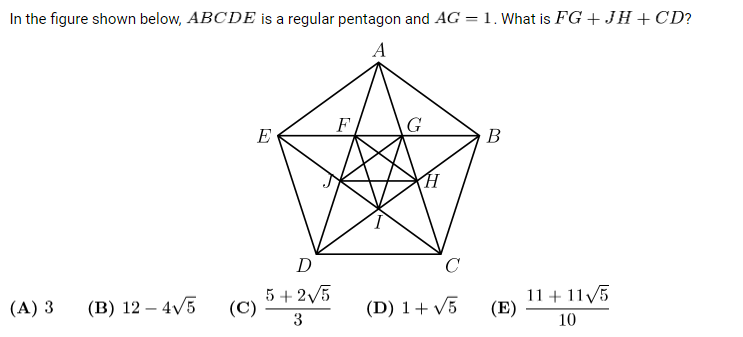 In the figure shown below, ABCDE is a regular pentagon and AG = 1. What is FG + JH + CD?
A
E F G B
J H
I
D C
(A) 3 (B) 12 − 4√5 (C) (5 + 2√5)/3 (D) 1 + √5 (E) (11 + 11√5)/10